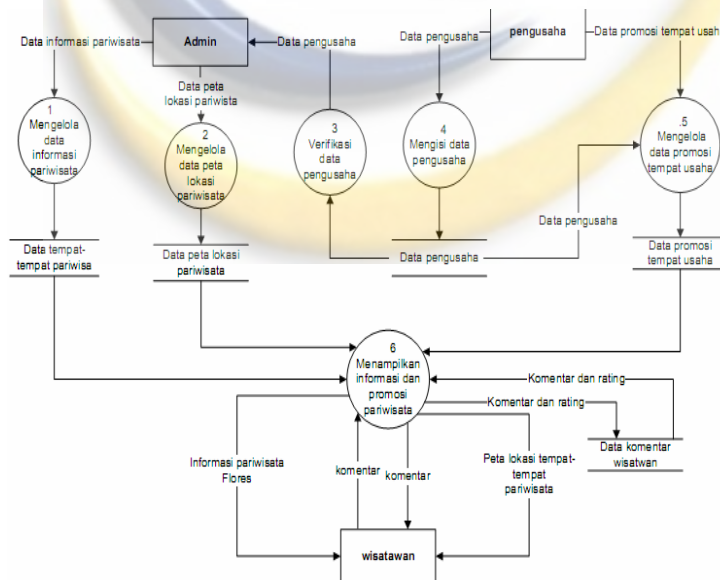 Data informasi pariwisata
Admin
Data pengusaha
Data pengusaha
pengusaha
Data promosi tempat usah
Data peta
lokasi pariwista
1
Mengelola
data
informasi
pariwisata
2
Mengelola
data peta
lokasi
pariwisata
3
Verifikasi
data
pengusaha
4
Mengisi data
pengusaha
.5
Mengelola
data promosi
tempat usaha
Data pengusaha
Data tempat-
tempat pariwisa
Data peta lokasi
pariwisata
Data pengusaha
Data promosi
tempat usaha
6
Menampilkan
informasi dan
promosi
pariwisata
Komentar dan rating
Komentar dan rating
Data komentar
wisatwan
Informasi pariwisata
Flores
komentar
komentar
Peta lokasi tempat-
tempat
pariwisata
wisatawan